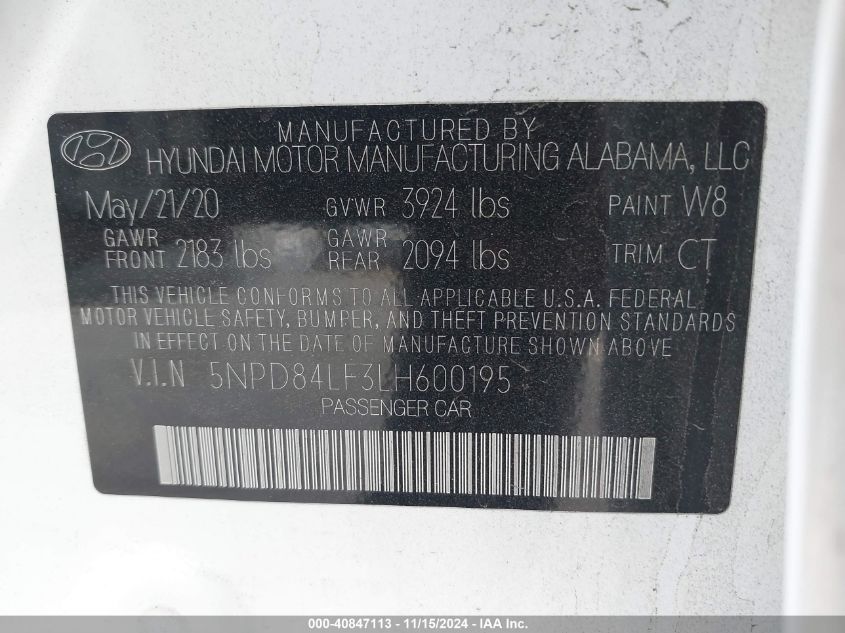 MANUFACTURED BY
HYUNDAI MOTOR MANUFACTURING ALABAMA, LLC
May/21/20 GVWR 3924 lbs PAINT W8
GAWR FRONT 2183 lbs GAWR REAR 2094 lbs TRIM CT
THIS VEHICLE CONFORMS TO ALL APPLICABLE U.S.A. FEDERAL
MOTOR VEHICLE SAFETY, BUMPER, AND THEFT PREVENTION STANDARDS
IN EFFECT ON THE DATE OF MANUFACTURE SHOWN ABOVE.
V.I.N 5NPD84LF3LH600195
PASSENGER CAR
000-40847113 - 11/15/2024 - IAAI.COM